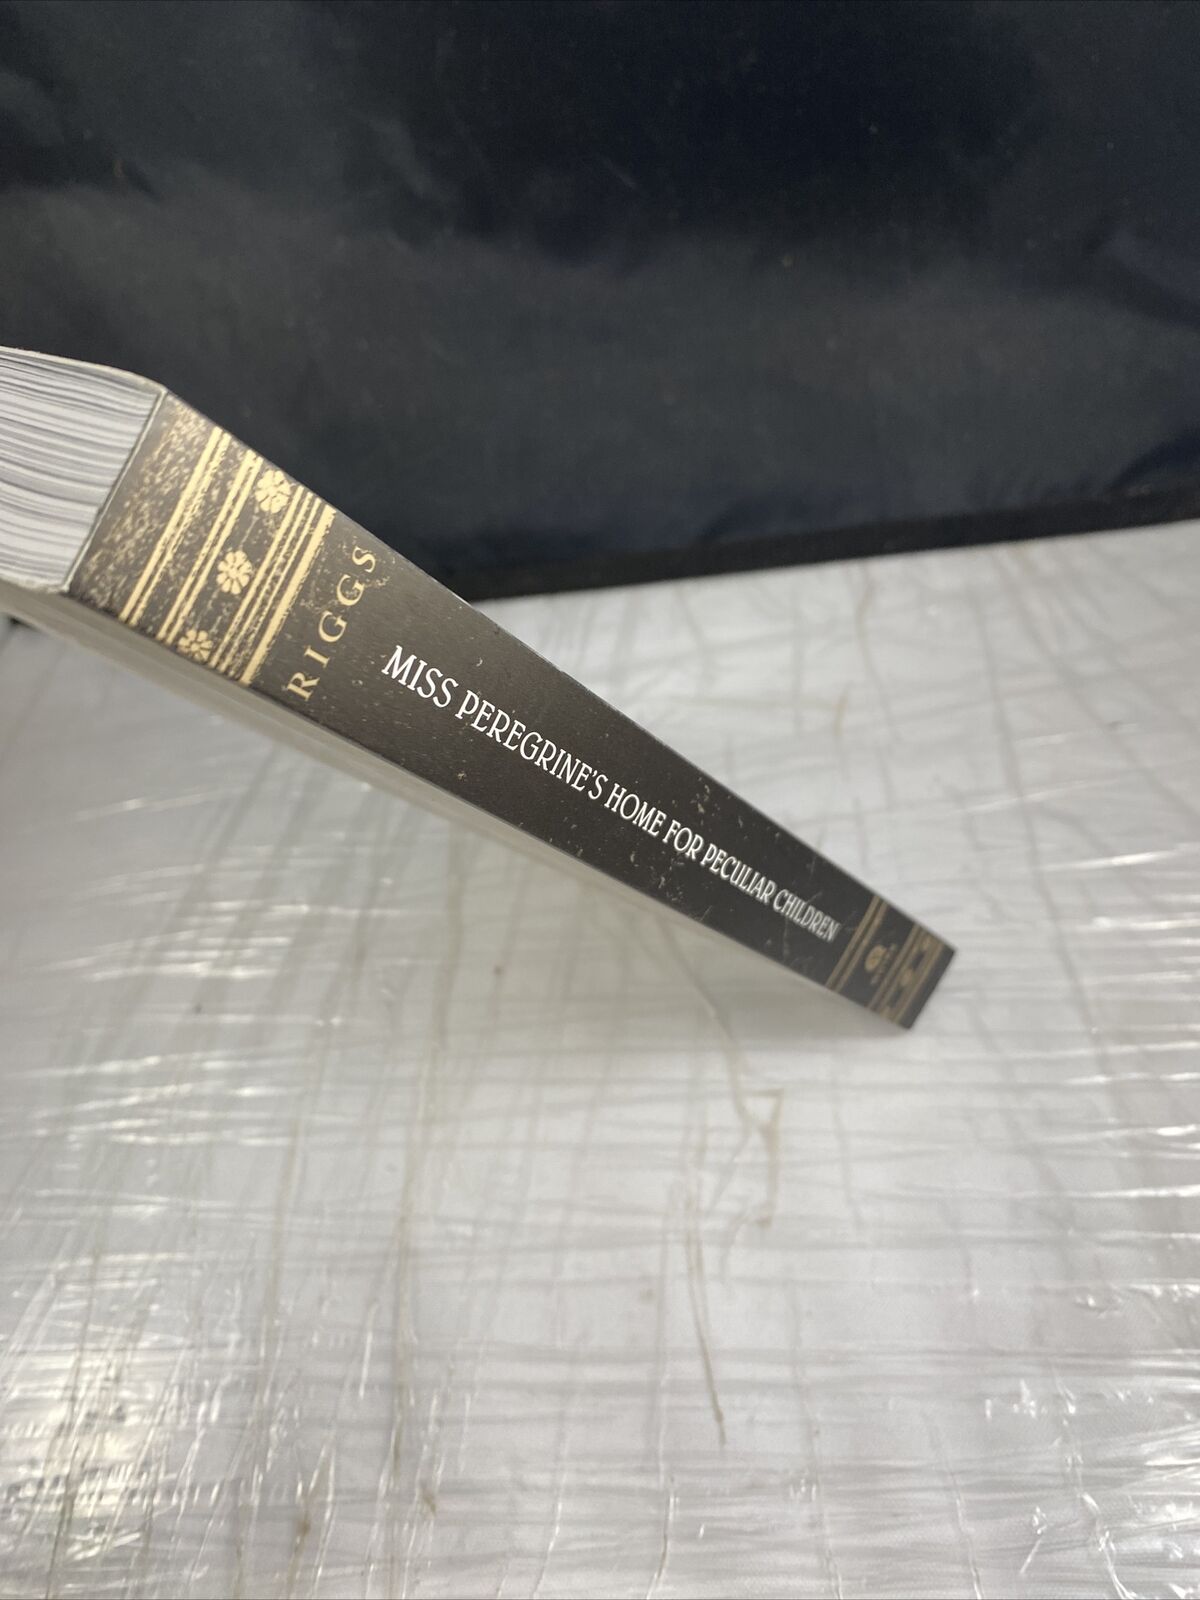 RIGGS
MISS PEREGRINE'S HOME FOR PECULIAR CHILDREN